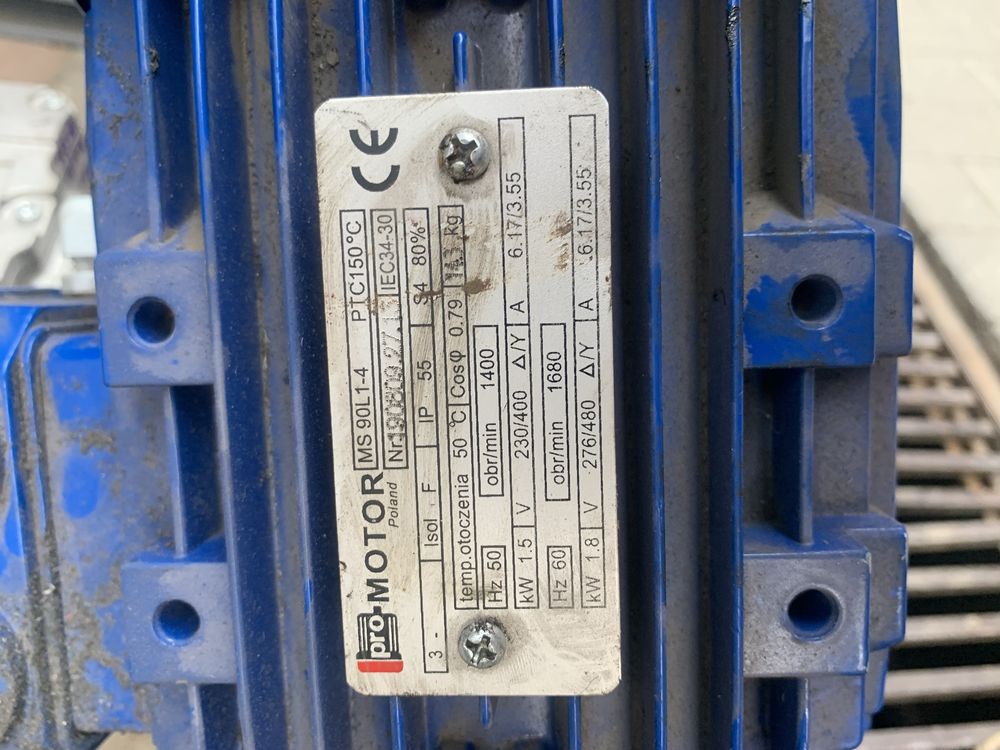 proMOTOR MS 90L1-4 PTC150°C CE
Poland Nr IEC34-30
3 - Isol. F IP 55 S4 80%
temp.otoczenia 50 °C Cosφ 0.79 kg
Hz 50 obr/min 1400
kW 1.5 V 230/400 Δ/Y A 6.17/3.55
Hz 60 obr/min 1680
kW 1.8 V 276/480 Δ/Y A 6.17/3.55